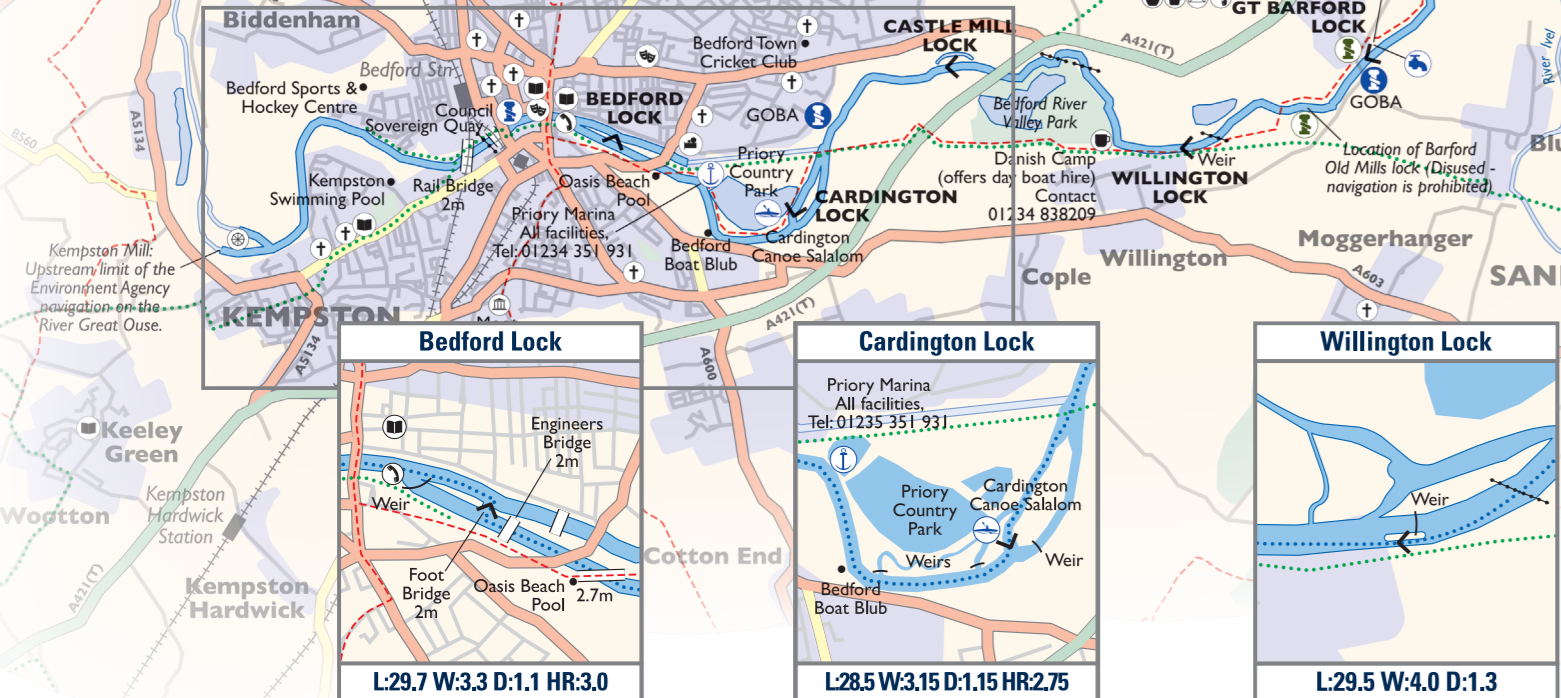 Biddenham
Bedford Stn
Bedford Sports &
Hockey Centre
Council
Sovereign Quay
BEDFORD
LOCK
Bedford Town
Cricket Club
CASTLE MILL
LOCK
A421(T)
GT BARFORD
LOCK
River Ivel
GOBA
GOBA
Bedford River
Valley Park
A5134
B560
Kempston
Swimming Pool
Rail Bridge
2m
Oasis Beach
Pool
Priory Marina
All facilities,
Tel:01234 351 931
Priory
Country
Park
CARDINGTON
LOCK
Bedford
Boat Blub
Cardington
Canoe Salalom
Danish Camp
(offers day boat hire)
Contact
01234 838209
WILLINGTON
LOCK
Weir
Location of Barford
Old Mills lock (Disused -
navigation is prohibited)
Blu
Kempston Mill:
Upstream limit of the
Environment Agency
navigation on the
River Great Ouse.
KEMPSTON
A5134
A421(T)
A600
Cople
Willington
Moggerhanger
A603
SAN
Keeley
Green
Wootton
Kempston
Hardwick
Station
Kempston
Hardwick
A421(T)
Cotton End
Bedford Lock
Engineers
Bridge
2m
Weir
Foot
Bridge
2m
Oasis Beach
Pool
2.7m
L:29.7 W:3.3 D:1.1 HR:3.0
Cardington Lock
Priory Marina
All facilities,
Tel:01235 351 931
Priory
Country
Park
Cardington
Canoe Salalom
Weirs
Weir
Bedford
Boat Blub
L:28.5 W:3.15 D:1.15 HR:2.75
Willington Lock
Weir
L:29.5 W:4.0 D:1.3